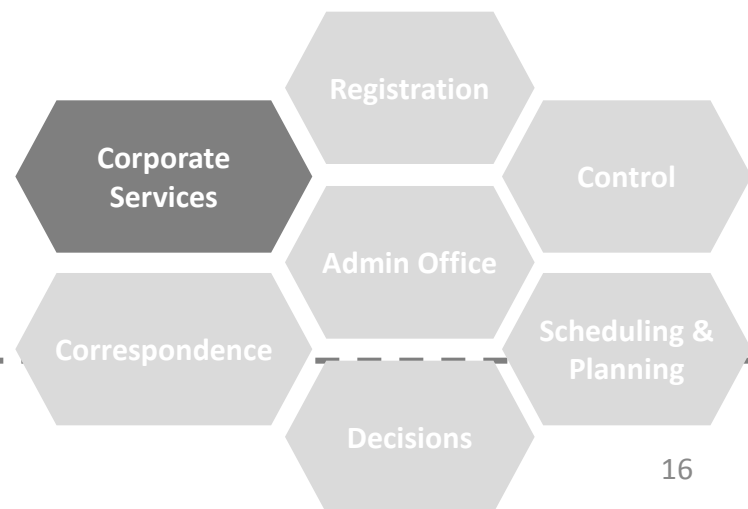 Registration
Corporate
Services
Control
Admin Office
Correspondence
Scheduling &
Planning
Decisions
16